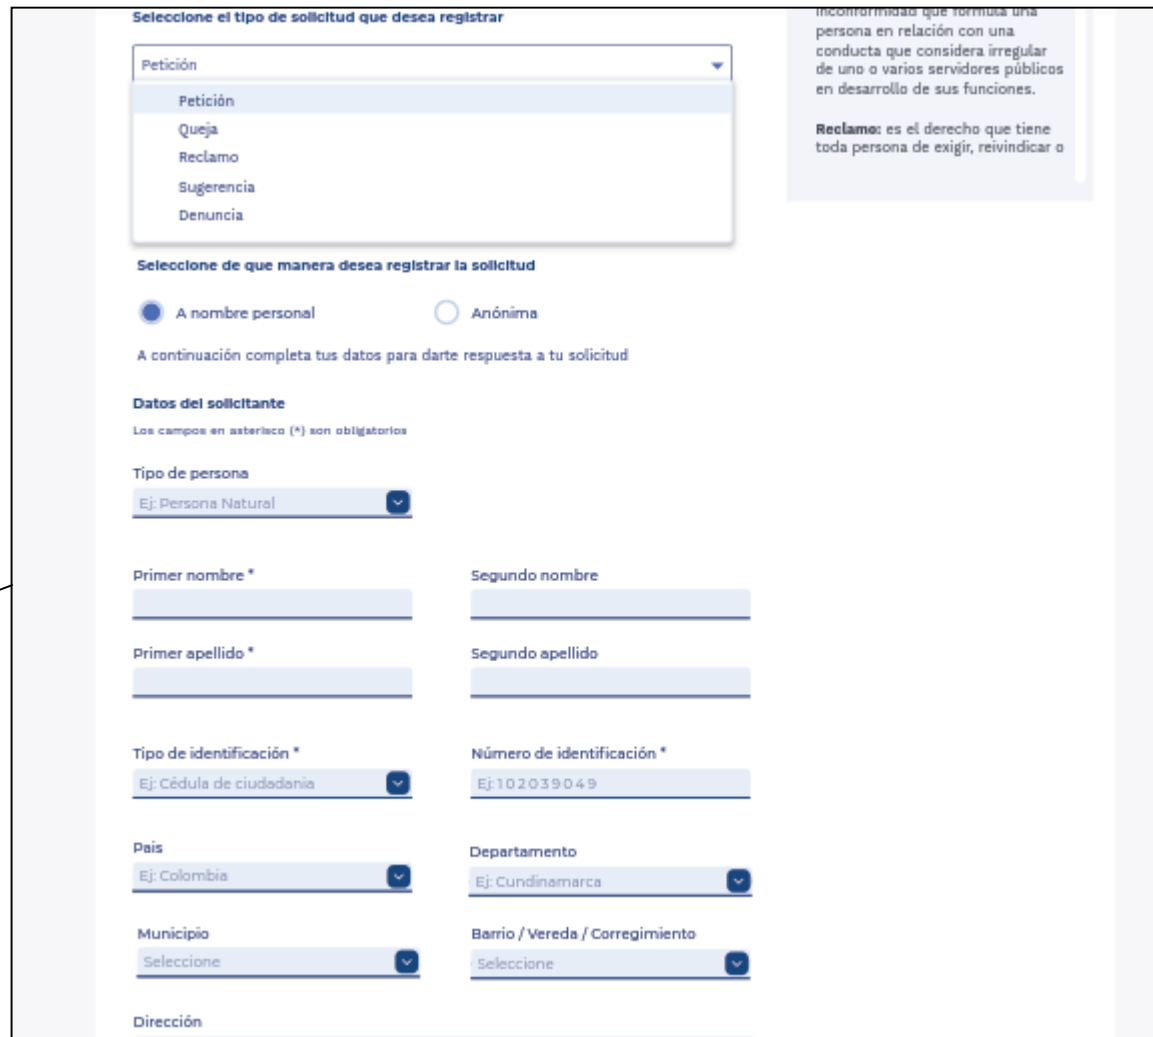 Seleccione el tipo de solicitud que desea registrar
Petición
Petición
Queja
Reclamo
Sugerencia
Denuncia
inconformidad que formula una
persona en relación con una
conducta que considera irregular
de uno o varios servidores públicos
en desarrollo de sus funciones.
Reclamo: es el derecho que tiene
toda persona de exigir, reivindicar o
Seleccione de que manera desea registrar la solicitud
A nombre personal
Anónima
A continuación completa tus datos para darte respuesta a tu solicitud
Datos del solicitante
Los campos en asterisco (*) son obligatorios
Tipo de persona
Ej: Persona Natural
Primer nombre *
Segundo nombre
Primer apellido *
Segundo apellido
Tipo de identificación *
Número de identificación *
Ej: Cédula de ciudadania
Ej:102039049
País
Departamento
Ej: Colombia
Ej: Cundinamarca
Municipio
Barrio / Vereda / Corregimiento
Seleccione
Seleccione
Dirección